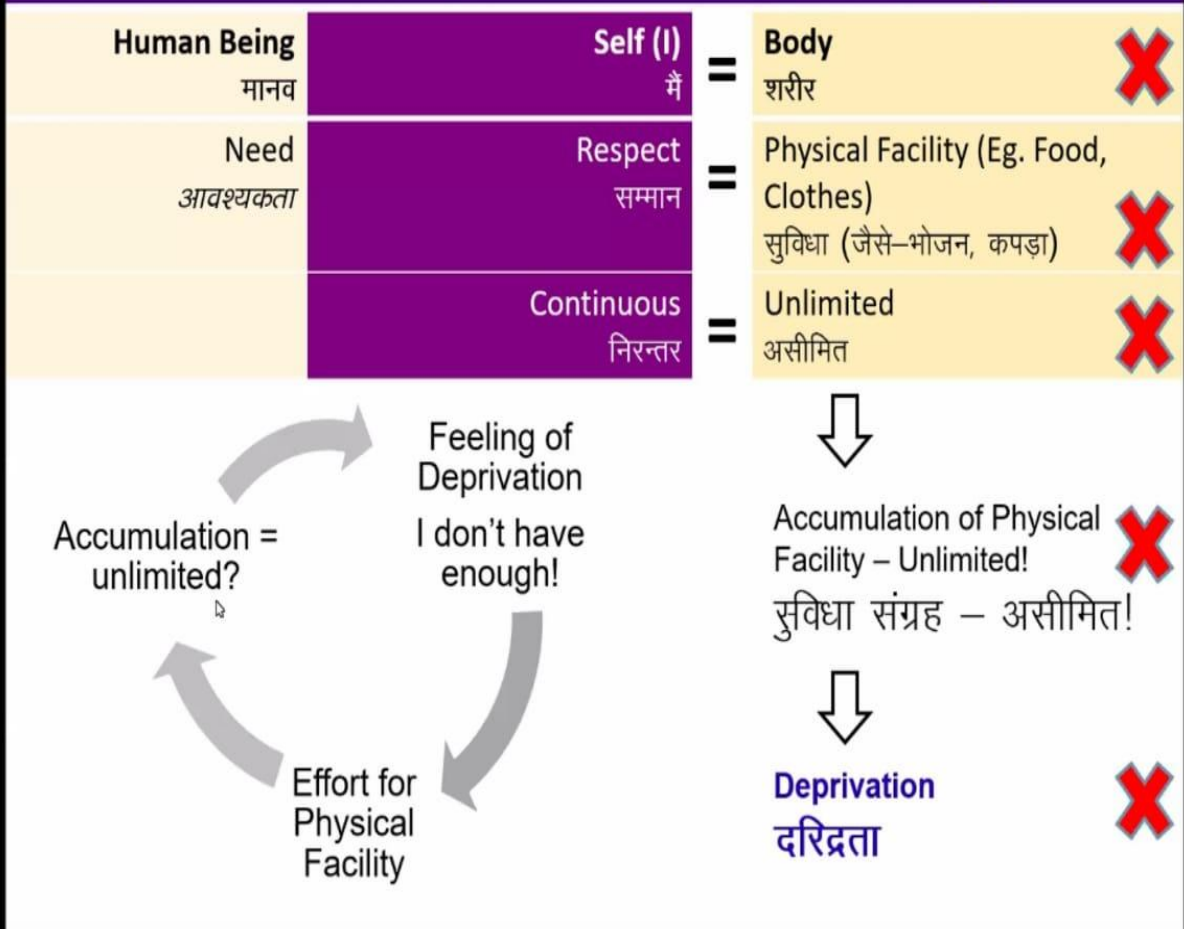 Human Being
मानव
Self (I)
मैं
=
Body
शरीर
Need
आवश्यकता
Respect
सम्मान
=
Physical Facility (Eg. Food,
Clothes)
सुविधा (जैसे–भोजन, कपड़ा)
Continuous
निरन्तर
=
Unlimited
असीमित
Feeling of
Deprivation
I don't have
enough!
Accumulation =
unlimited?
Effort for
Physical
Facility
Accumulation of Physical
Facility – Unlimited!
सुविधा संग्रह – असीमित!
Deprivation
दरिद्रता